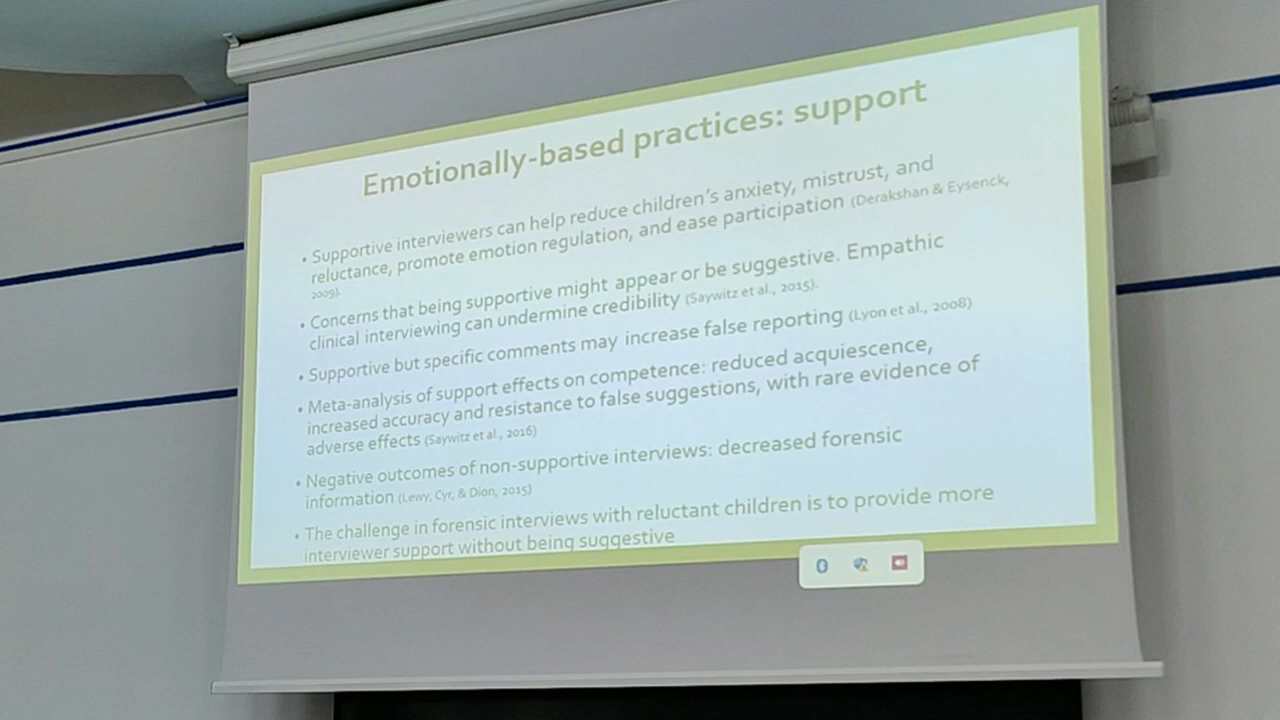 Emotionally-based practices: support
• Supportive interviewers can help reduce children's anxiety, mistrust, and
reluctance, promote emotion regulation, and ease participation (Derakshan & Eysenck,
2009).
• Concerns that being supportive might appear or be suggestive. Empathic
clinical interviewing can undermine credibility (Saywitz et al., 2015).
• Supportive but specific comments may increase false reporting (Lyon et al., 2008)
• Meta-analysis of support effects on competence: reduced acquiescence,
increased accuracy and resistance to false suggestions, with rare evidence of
adverse effects (Saywitz et al., 2016)
• Negative outcomes of non-supportive interviews: decreased forensic
information (Lewy, Cyr, & Dion, 2015)
• The challenge in forensic interviews with reluctant children is to provide more
interviewer support without being suggestive